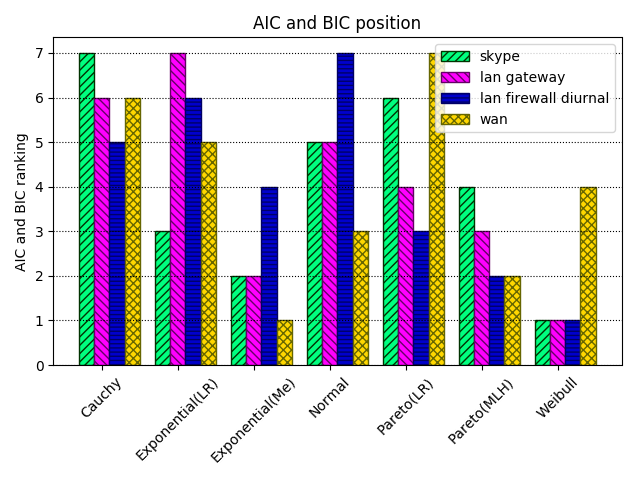 AIC and BIC position
AIC and BIC ranking
7
6
5
4
3
2
1
0
skype
lan gateway
lan firewall diurnal
wan
Cauchy
Exponential(LR)
Exponential(Me)
Normal
Pareto(LR)
Pareto(MLH)
Weibull